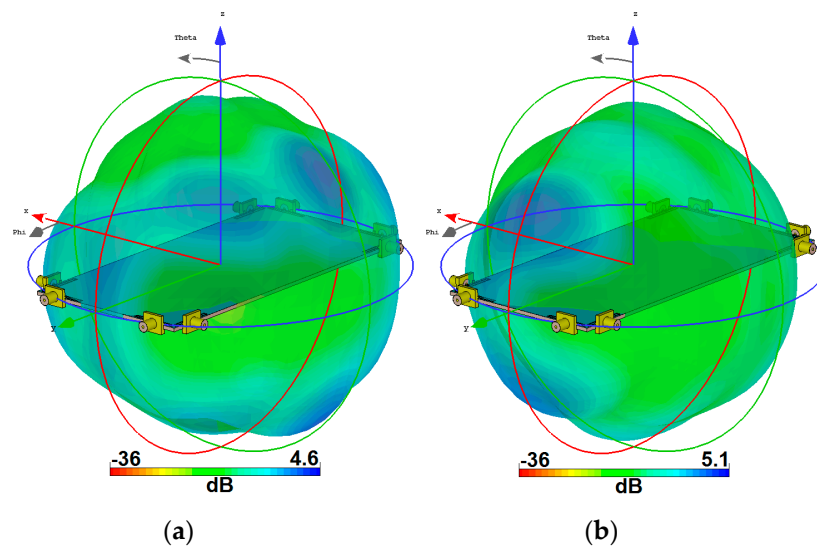 z
Theta
x
Phi
y
-36 4.6
dB
(a)
z
Theta
x
Phi
y
-36 5.1
dB
(b)